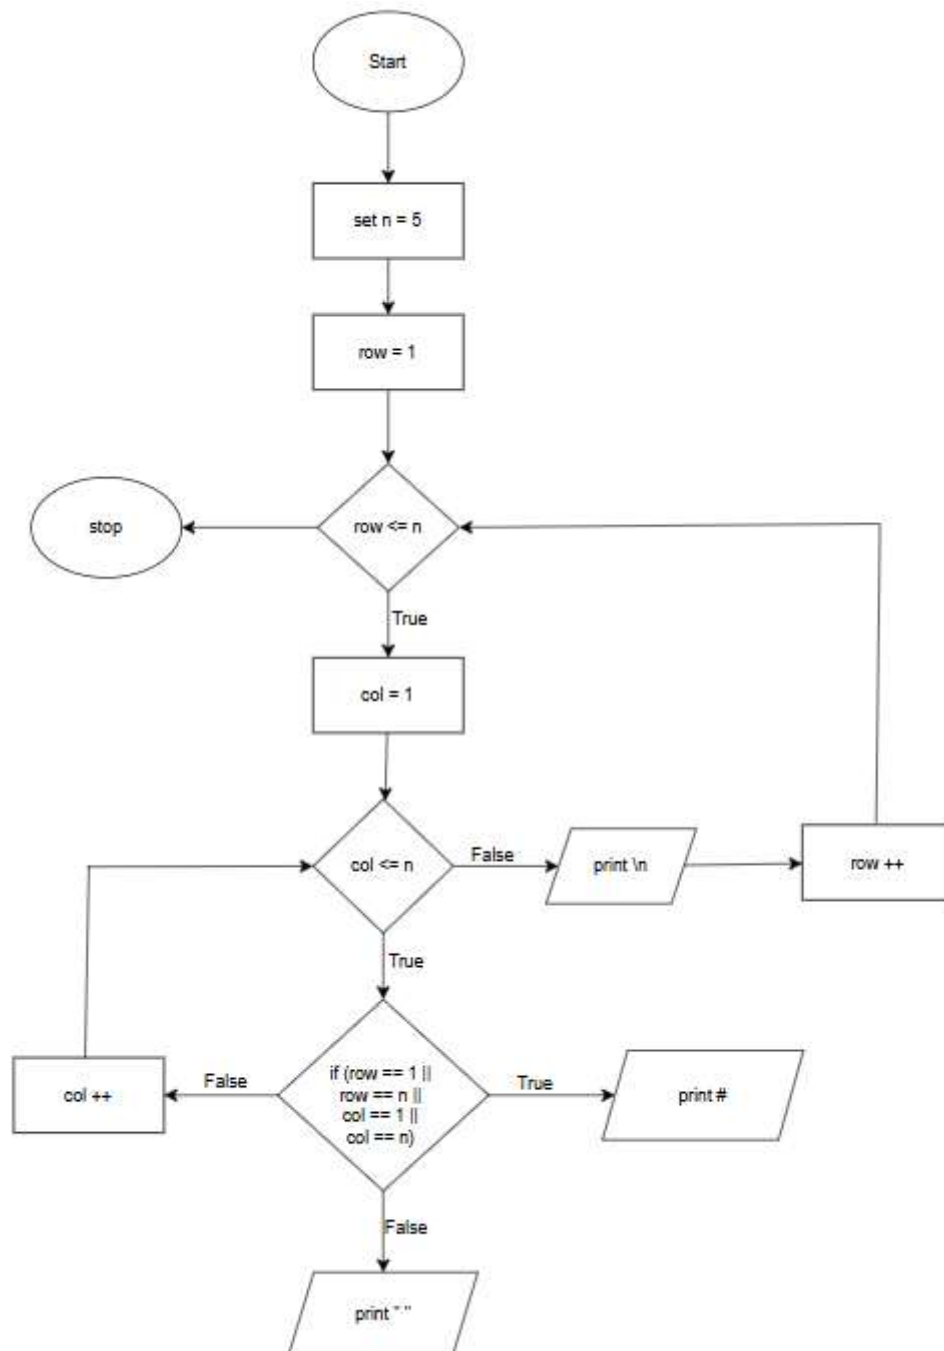 Start
set n = 5
row = 1
row <= n
stop
True
col = 1
col <= n
False
print \n
row ++
True
if (row == 1 ||
row == n ||
col == 1 ||
col == n)
False
col ++
True
print #
False
print " "